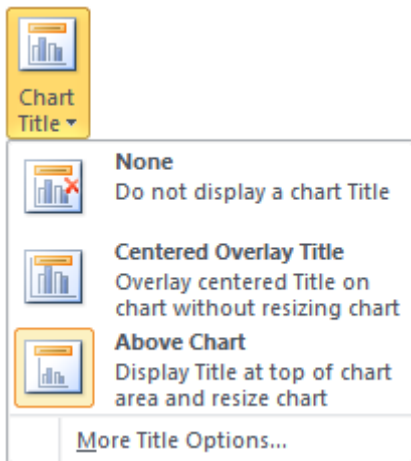 Chart
Title
None
Do not display a chart Title
Centered Overlay Title
Overlay centered Title on
chart without resizing chart
Above Chart
Display Title at top of chart
area and resize chart
More Title Options...